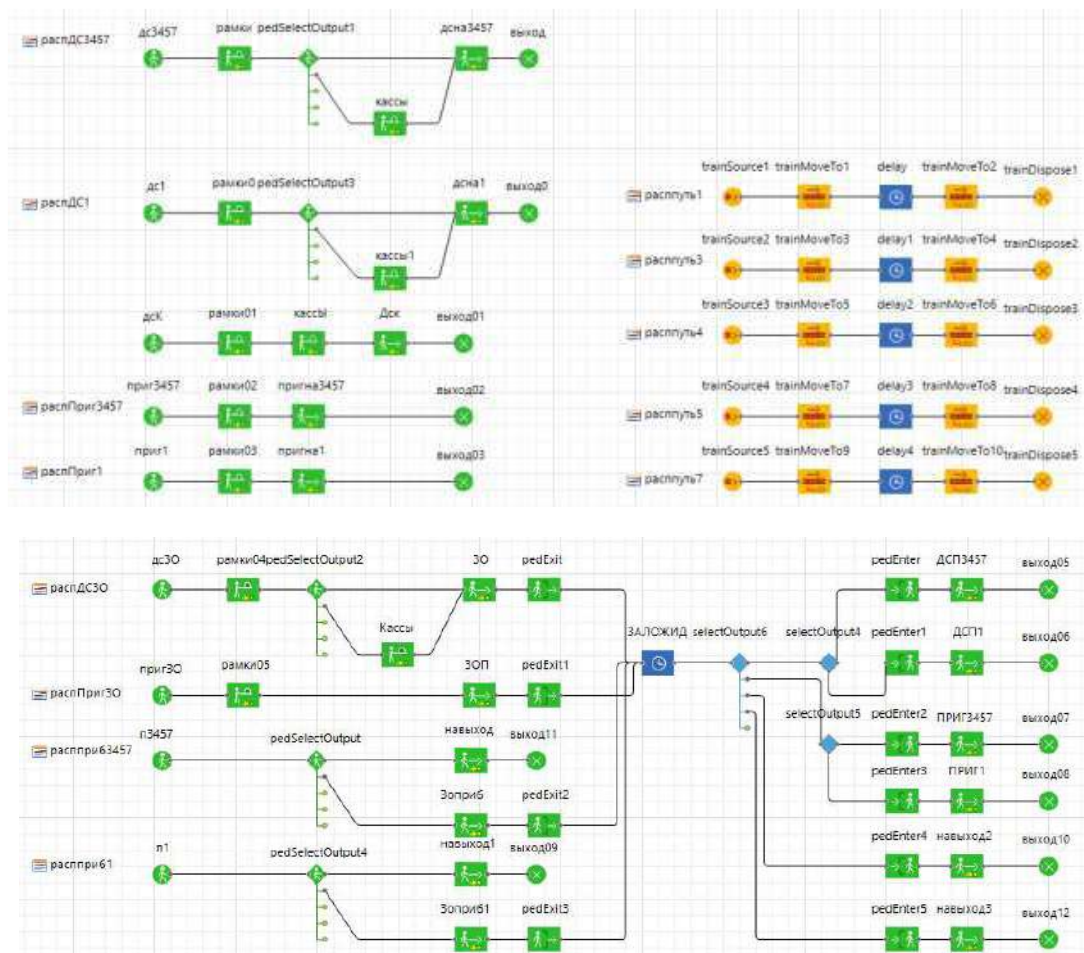 дс3457 рамки pedSelectOutput1 дсна3457 выход
распДС3457
кассы
дс1 рамки0 pedSelectOutput3 дсна1 выход0
распДС1
кассы1
дсК рамки01 кассЫ Дск выход01
приг3457 рамки02 пригна3457 выход02
распПриг3457
приг1 рамки03 пригна1 выход03
распПриг1
trainSource1 trainMoveTo1 delay trainMoveTo2 trainDispose1
расппуть1
trainSource2 trainMoveTo3 delay1 trainMoveTo4 trainDispose2
расппуть3
trainSource3 trainMoveTo5 delay2 trainMoveTo6 trainDispose3
расппуть4
trainSource4 trainMoveTo7 delay3 trainMoveTo8 trainDispose4
расппуть5
trainSource5 trainMoveTo9 delay4 trainMoveTo10 trainDispose5
расппуть7
дсЗО рамки04 pedSelectOutput2 ЗО pedExit pedEnter ДСП3457 выход05
распДСЗО
Кассы ЗАЛОЖИД selectOutput6 selectOutput4 pedEnter1 ДСП1 выход06
пригЗО рамки05 ЗОП pedExit1
распПригЗО
selectOutput5 pedEnter2 ПРИГ3457 выход07
п3457 pedSelectOutput навыход выход11
расппри63457
pedEnter3 ПРИГ1 выход08
Зопри6 pedExit2
pedEnter4 навыход2 выход10
п1 pedSelectOutput4 навыход1 выход09
расппри61
Зопри61 pedExit3 pedEnter5 навыход3 выход12